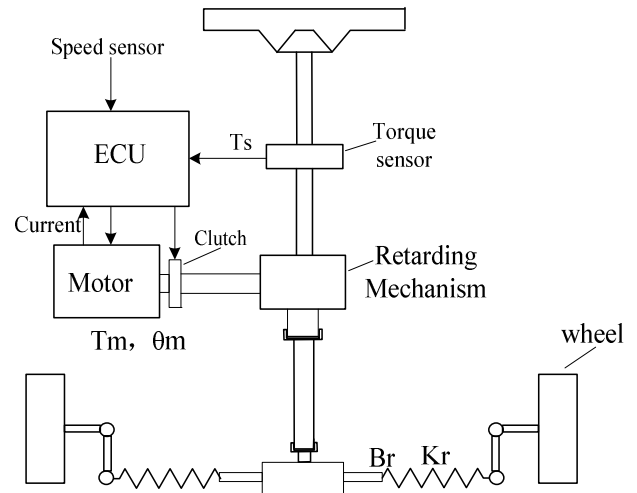 Speed sensor
ECU
Ts
Torque
sensor
Current
Clutch
Motor
Retarding
Mechanism
Tm，θm
wheel
Br
Kr